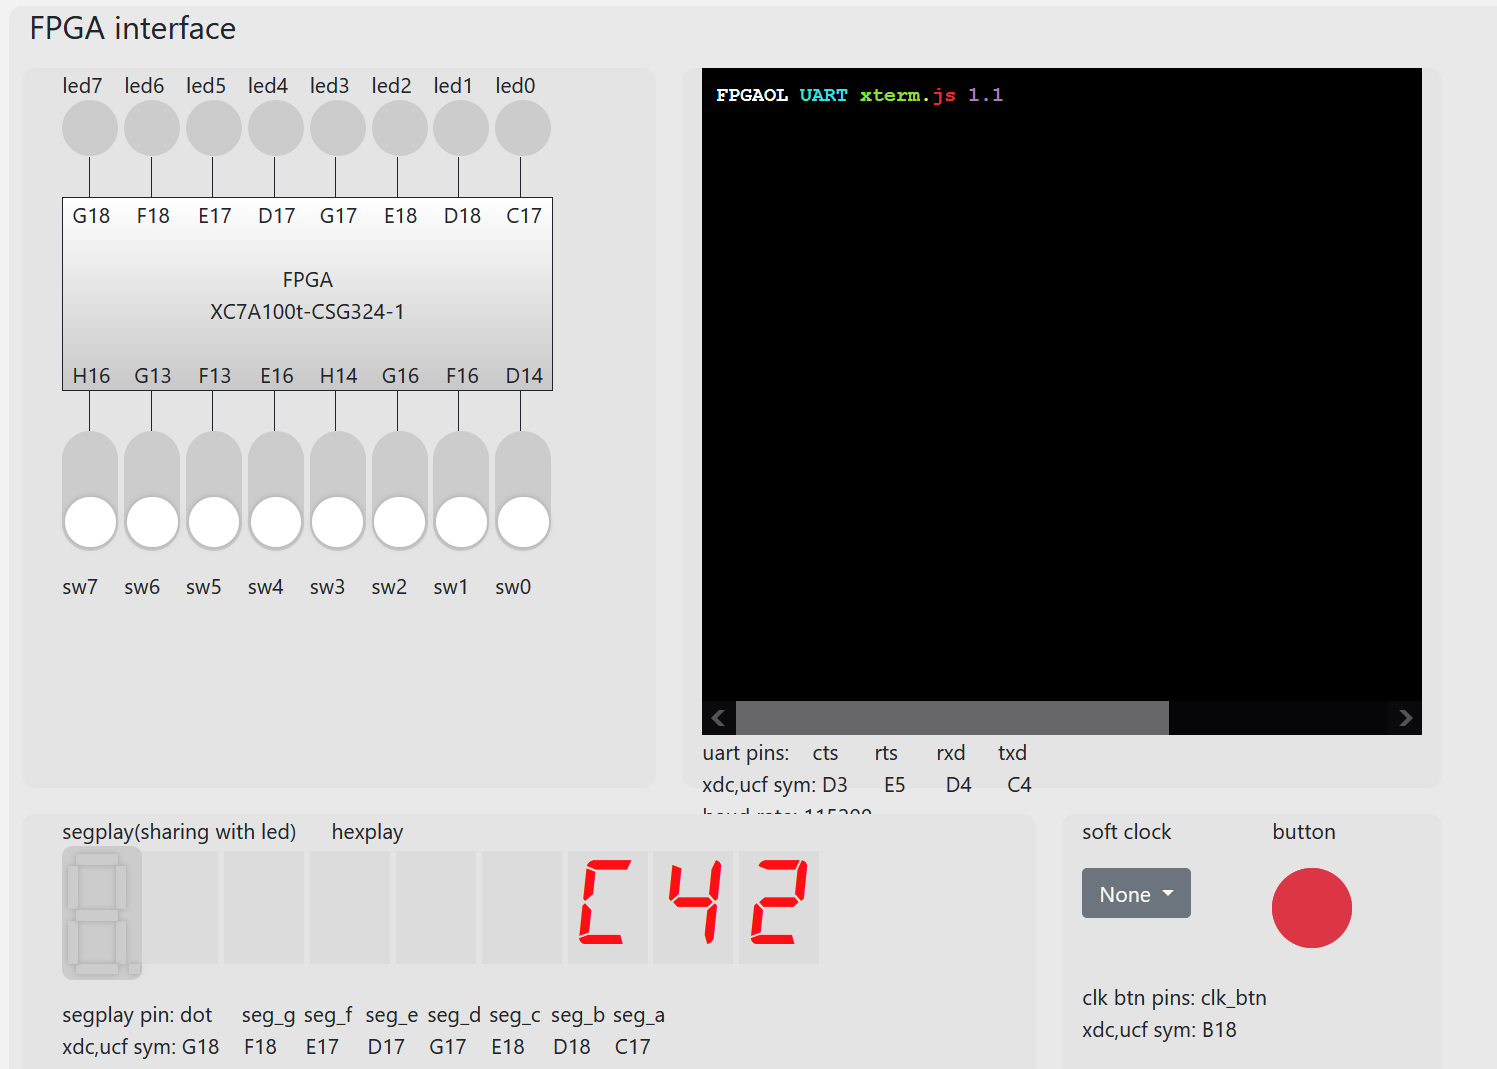 FPGA interface
led7 led6 led5 led4 led3 led2 led1 led0
G18 F18 E17 D17 G17 E18 D18 C17
FPGA
XC7A100t-CSG324-1
H16 G13 F13 E16 H14 G16 F16 D14
sw7 sw6 sw5 sw4 sw3 sw2 sw1 sw0
FPGAOL UART xterm.js 1.1
uart pins: cts rts rxd txd
xdc,ucf sym: D3 E5 D4 C4
baud rate: 115200
segplay(sharing with led) hexplay
C42
segplay pin: dot seg_g seg_f seg_e seg_d seg_c seg_b seg_a
xdc,ucf sym: G18 F18 E17 D17 G17 E18 D18 C17
soft clock button
None
clk btn pins: clk_btn
xdc,ucf sym: B18